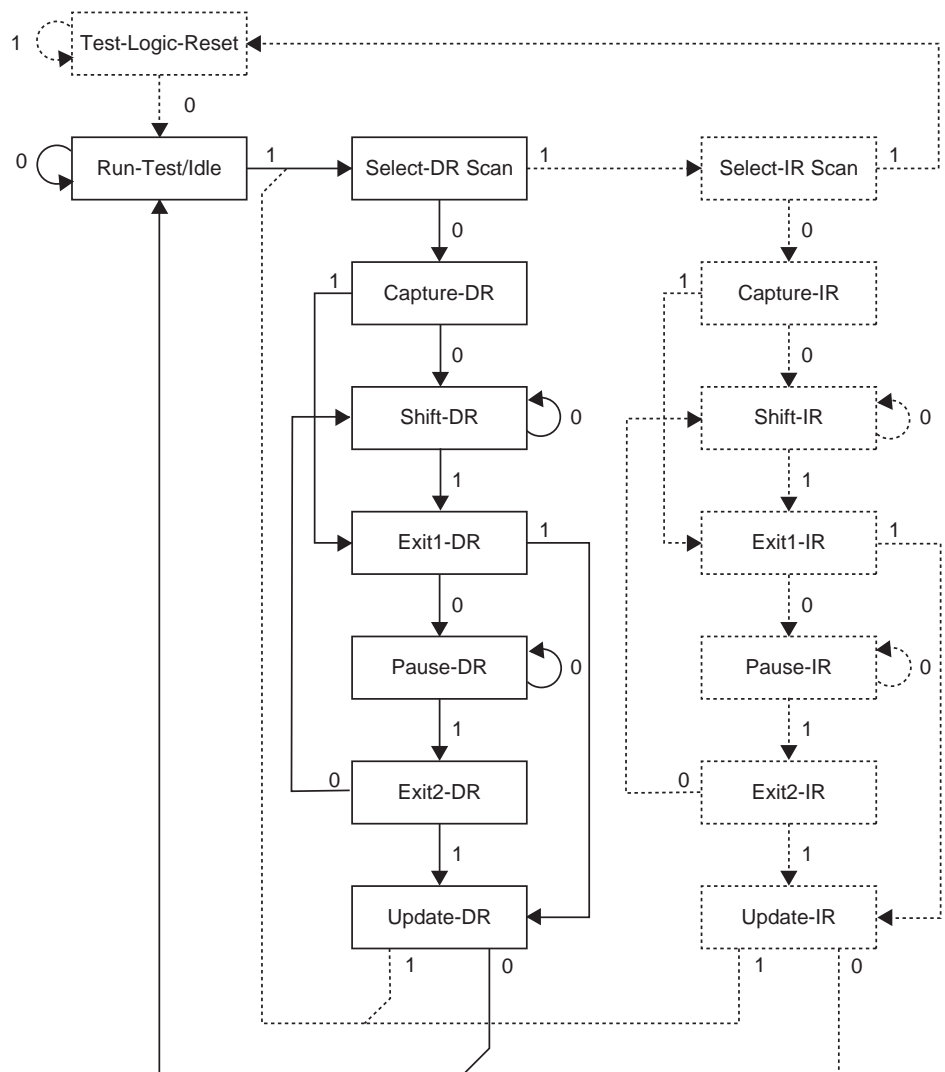 1
Test-Logic-Reset
0
0
Run-Test/Idle
1
Select-DR Scan
1
Select-IR Scan
1
0
0
1
Capture-DR
1
Capture-IR
0
0
Shift-DR
0
Shift-IR
0
1
1
Exit1-DR
1
Exit1-IR
1
0
0
Pause-DR
0
Pause-IR
0
1
1
0
Exit2-DR
0
Exit2-IR
1
1
Update-DR
Update-IR
1
0
1
0